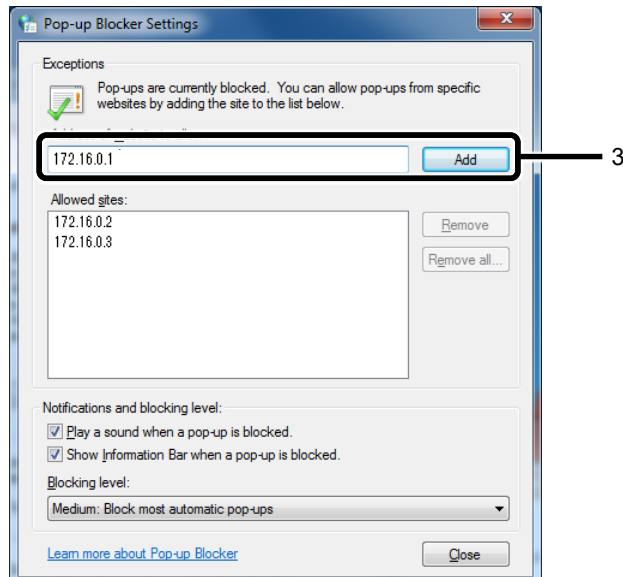 Pop-up Blocker Settings
Exceptions
Pop-ups are currently blocked. You can allow pop-ups from specific
websites by adding the site to the list below.
172.16.0.1
Add
3
Allowed sites:
172.16.0.2
172.16.0.3
Remove
Remove all...
Notifications and blocking level:
Play a sound when a pop-up is blocked.
Show Information Bar when a pop-up is blocked.
Blocking level:
Medium: Block most automatic pop-ups
Learn more about Pop-up Blocker
Close